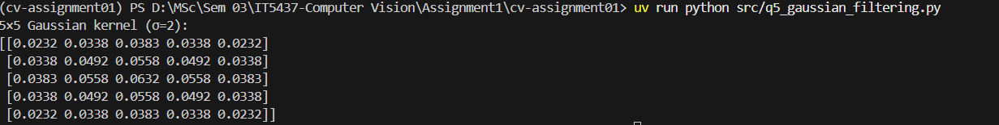 (cv-assignment01) PS D:\MSc\Sem 03\IT5437-Computer Vision\Assignment1\cv-assignment01> uv run python src/q5_gaussian_filtering.py
5×5 Gaussian kernel (σ=2):
[[0.0232 0.0338 0.0383 0.0338 0.0232]
 [0.0338 0.0492 0.0558 0.0492 0.0338]
 [0.0383 0.0558 0.0632 0.0558 0.0383]
 [0.0338 0.0492 0.0558 0.0492 0.0338]
 [0.0232 0.0338 0.0383 0.0338 0.0232]]